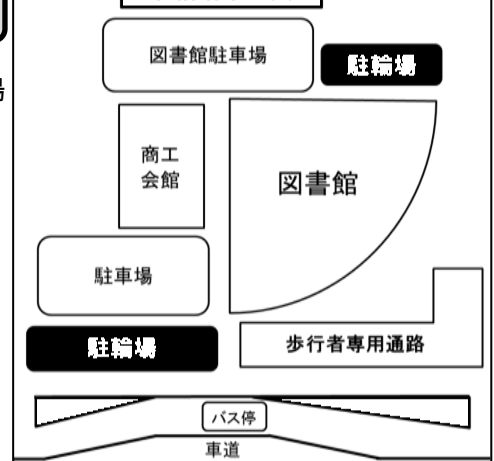 図書館駐車場
駐輪場
商工
会館
図書館
駐車場
駐輪場
歩行者専用通路
バス停
車道
場